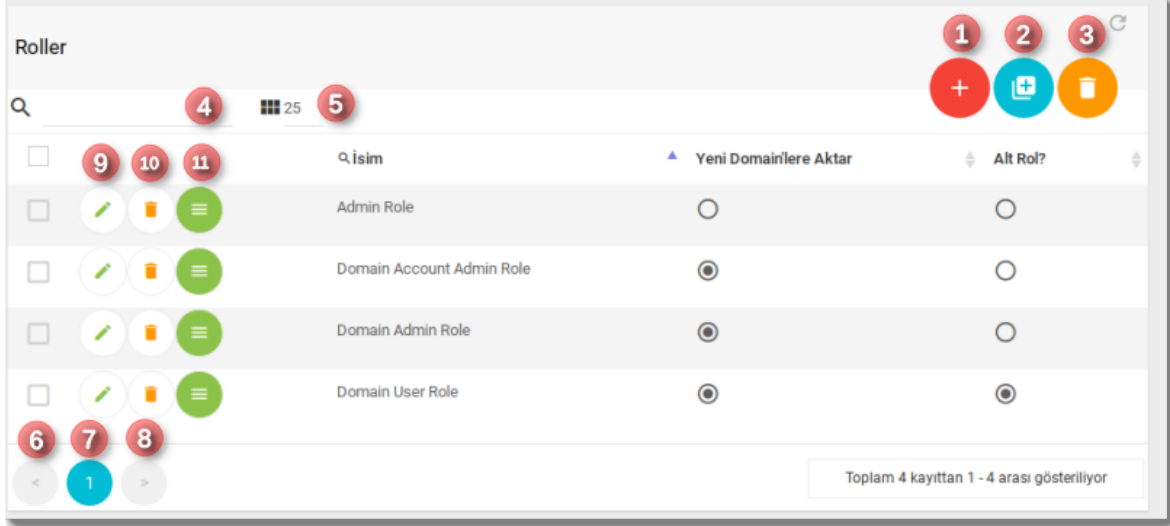 Roller
1 2 3
4 25 5
9 10 11 İsim Yeni Domain'lere Aktar Alt Rol?
Admin Role
Domain Account Admin Role
Domain Admin Role
Domain User Role
6 7 8
< 1 > Toplam 4 kayıttan 1 - 4 arası gösteriliyor